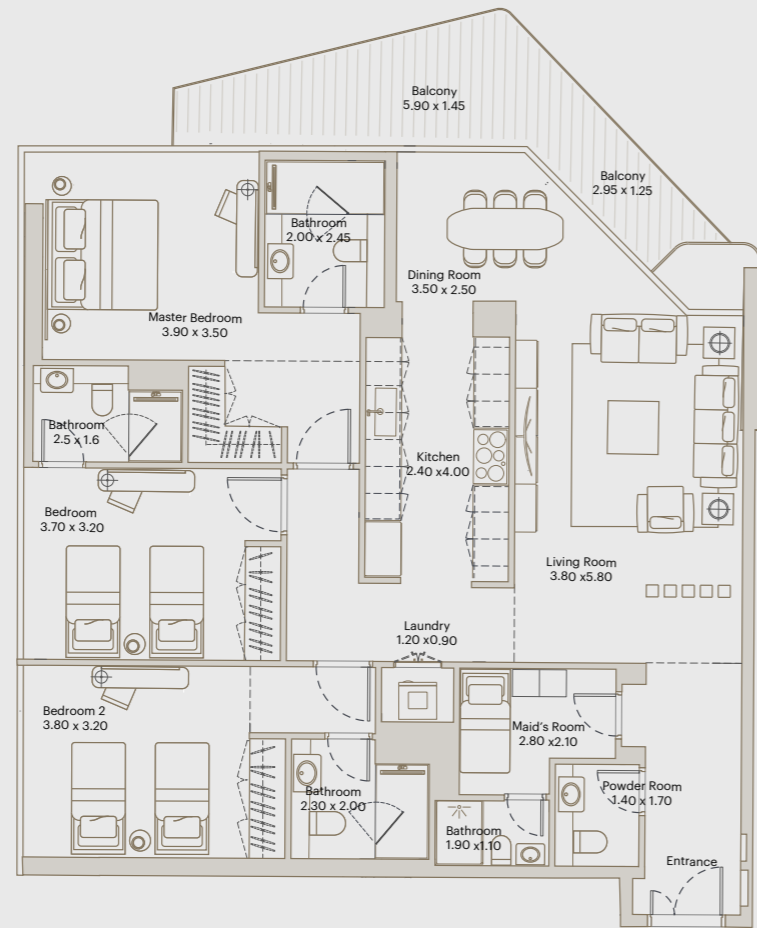 Balcony
5.90 x 1.45
Balcony
2.95 x 1.25
Bathroom
2.00 x 2.45
Dining Room
3.50 x 2.50
Master Bedroom
3.90 x 3.50
Bathroom
2.5 x 1.6
Kitchen
2.40 x4.00
Bedroom
3.70 x 3.20
Living Room
3.80 x5.80
Laundry
1.20 x0.90
Bedroom 2
3.80 x 3.20
Maid's Room
2.80 x2.10
Bathroom
2.30 x 2.00
Powder Room
1.40 x 1.70
Bathroom
1.90 x1.10
Entrance